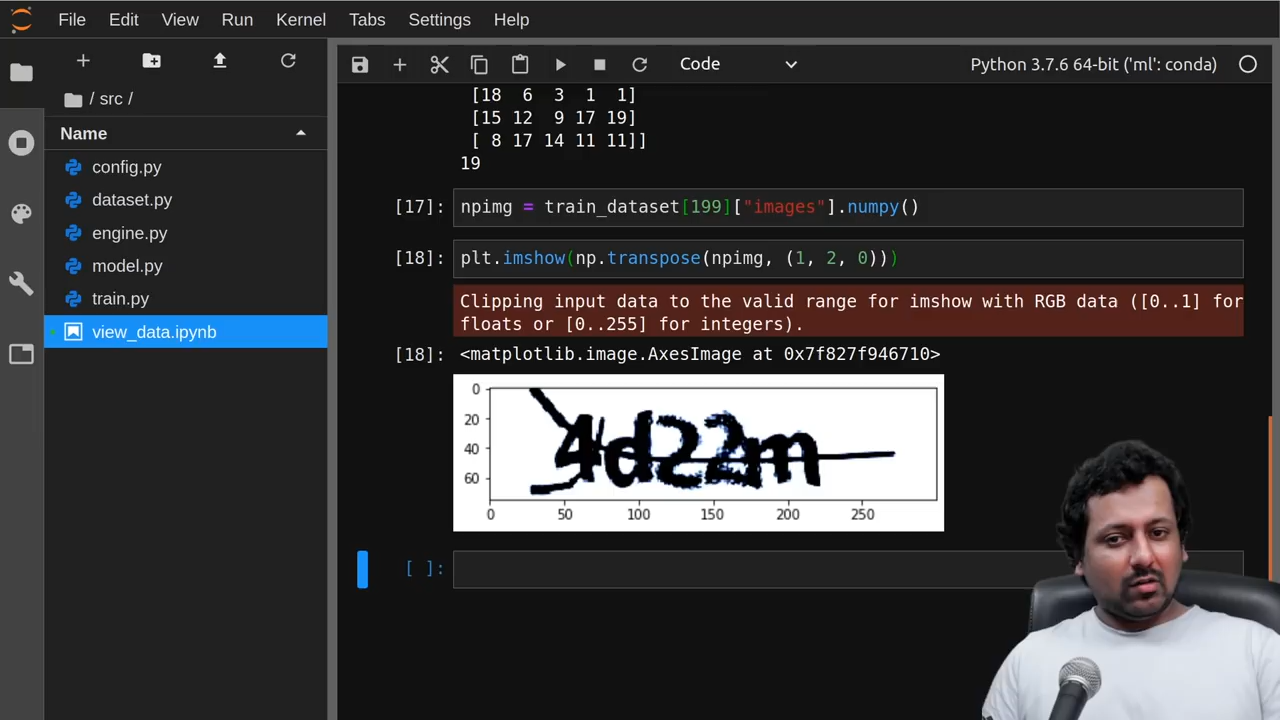 File Edit View Run Kernel Tabs Settings Help
Code
Python 3.7.6 64-bit ('ml': conda)
/ src /
Name
config.py
dataset.py
engine.py
model.py
train.py
view_data.ipynb
[18 6 3 1 1]
[15 12 9 17 19]
[ 8 17 14 11 11]]
19
[17]: npimg = train_dataset[199]["images"].numpy()
[18]: plt.imshow(np.transpose(npimg, (1, 2, 0)))
Clipping input data to the valid range for imshow with RGB data ([0..1] for
floats or [0..255] for integers).
[18]: <matplotlib.image.AxesImage at 0x7f827f946710>
0
20
40
60
4d22m
0 50 100 150 200 250
[ ]: